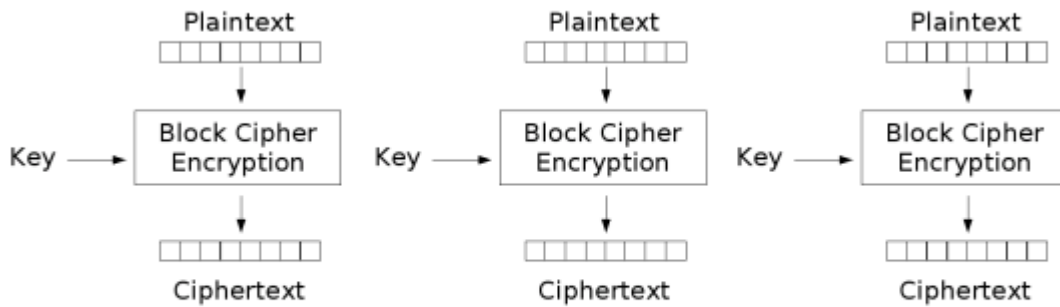 Plaintext
Plaintext
Plaintext
Key
Block Cipher
Encryption
Key
Block Cipher
Encryption
Key
Block Cipher
Encryption
Ciphertext
Ciphertext
Ciphertext